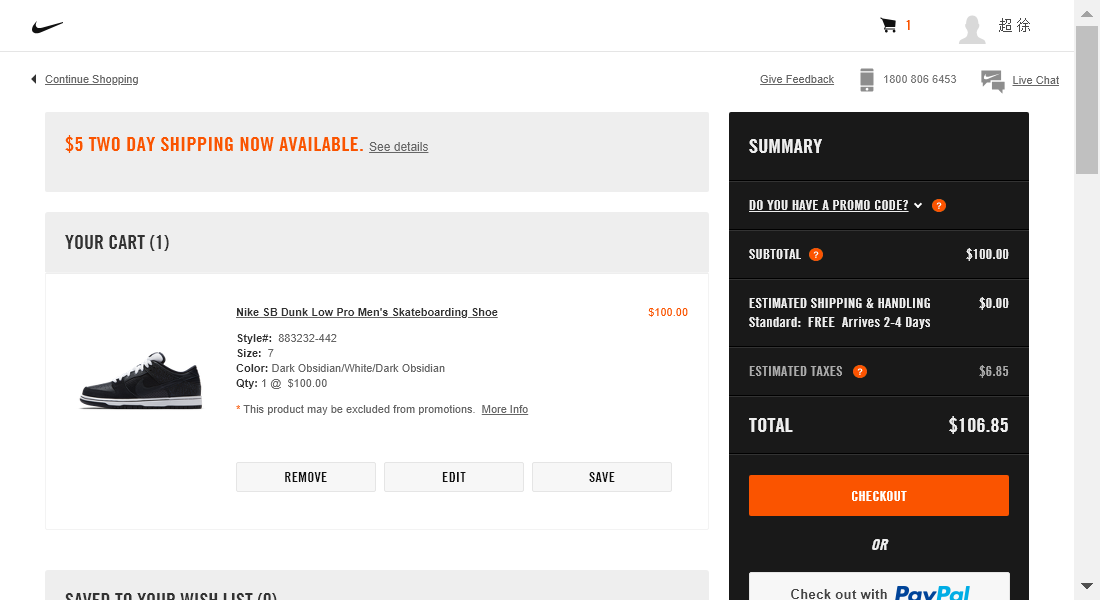 1
超 徐
Continue Shopping
Give Feedback
1800 806 6453
Live Chat
$5 TWO DAY SHIPPING NOW AVAILABLE. See details
YOUR CART (1)
Nike SB Dunk Low Pro Men's Skateboarding Shoe
$100.00
Style#: 883232-442
Size: 7
Color: Dark Obsidian/White/Dark Obsidian
Qty: 1 @ $100.00
* This product may be excluded from promotions. More Info
REMOVE
EDIT
SAVE
SAVED TO YOUR WISH LIST (0)
SUMMARY
DO YOU HAVE A PROMO CODE? ?
SUBTOTAL ? $100.00
ESTIMATED SHIPPING & HANDLING $0.00
Standard: FREE Arrives 2-4 Days
ESTIMATED TAXES ? $6.85
TOTAL $106.85
CHECKOUT
OR
Check out with PayPal